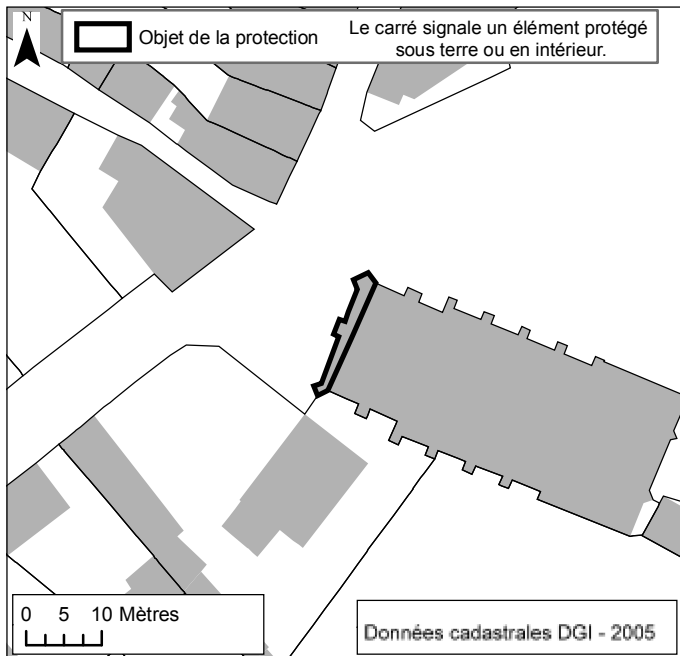 N
Objet de la protection
Le carré signale un élément protégé
sous terre ou en intérieur.
0 5 10 Mètres
Données cadastrales DGI - 2005